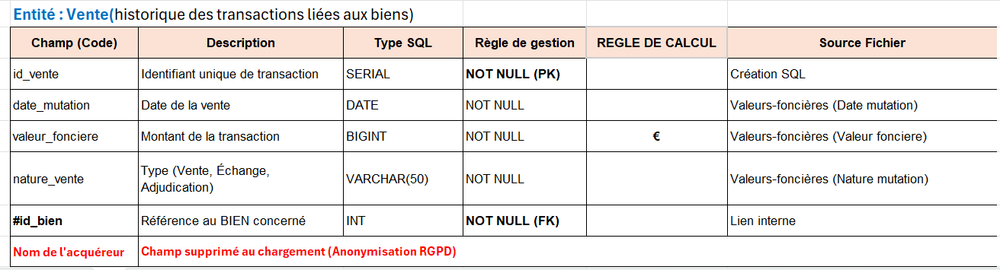 Entité : Vente(historique des transactions liées aux biens)
Champ (Code) Description Type SQL Règle de gestion REGLE DE CALCUL Source Fichier
id_vente Identifiant unique de transaction SERIAL NOT NULL (PK) Création SQL
date_mutation Date de la vente DATE NOT NULL Valeurs-foncières (Date mutation)
valeur_fonciere Montant de la transaction BIGINT NOT NULL € Valeurs-foncières (Valeur fonciere)
nature_vente Type (Vente, Échange,
Adjudication) VARCHAR(50) NOT NULL Valeurs-foncières (Nature mutation)
#id_bien Référence au BIEN concerné INT NOT NULL (FK) Lien interne
Nom de l'acquéreur Champ supprimé au chargement (Anonymisation RGPD)